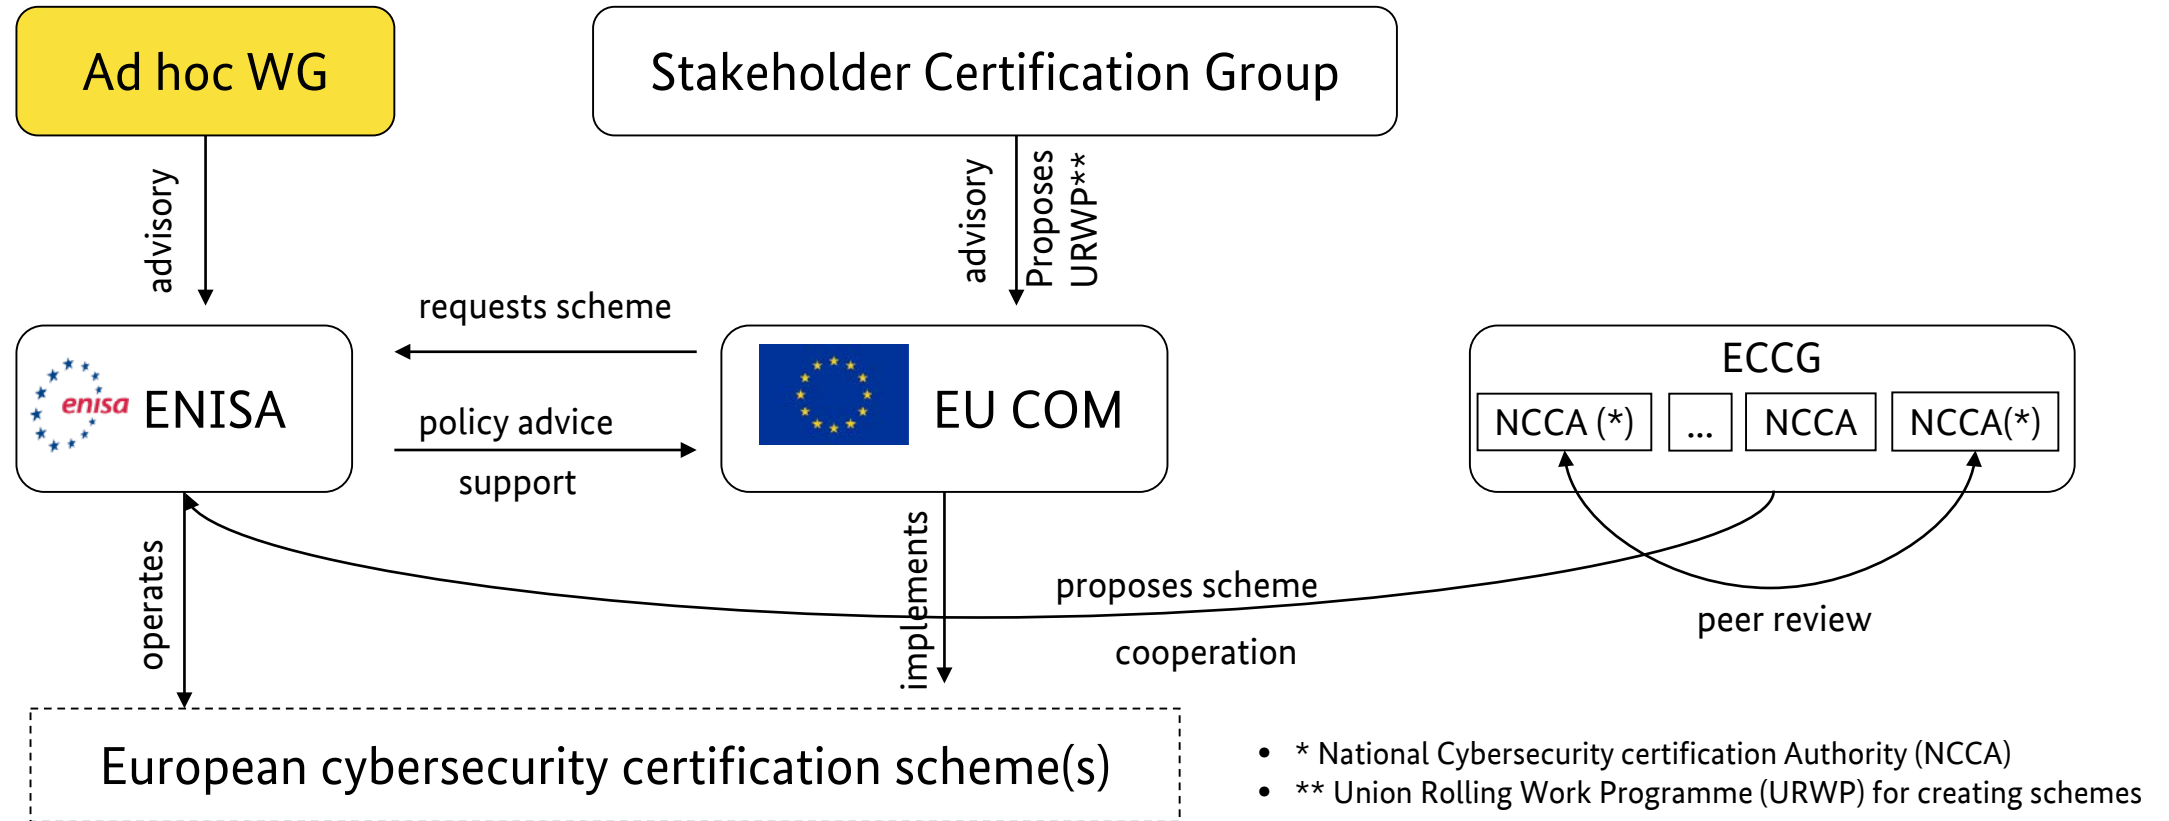 Ad hoc WG
Stakeholder Certification Group
advisory
advisory
Proposes
URWP**
requests scheme
enisa
ENISA
policy advice
support
EU COM
ECCG
NCCA (*)
...
NCCA
NCCA(*)
operates
implements
proposes scheme
cooperation
peer review
European cybersecurity certification scheme(s)
• * National Cybersecurity certification Authority (NCCA)
• ** Union Rolling Work Programme (URWP) for creating schemes